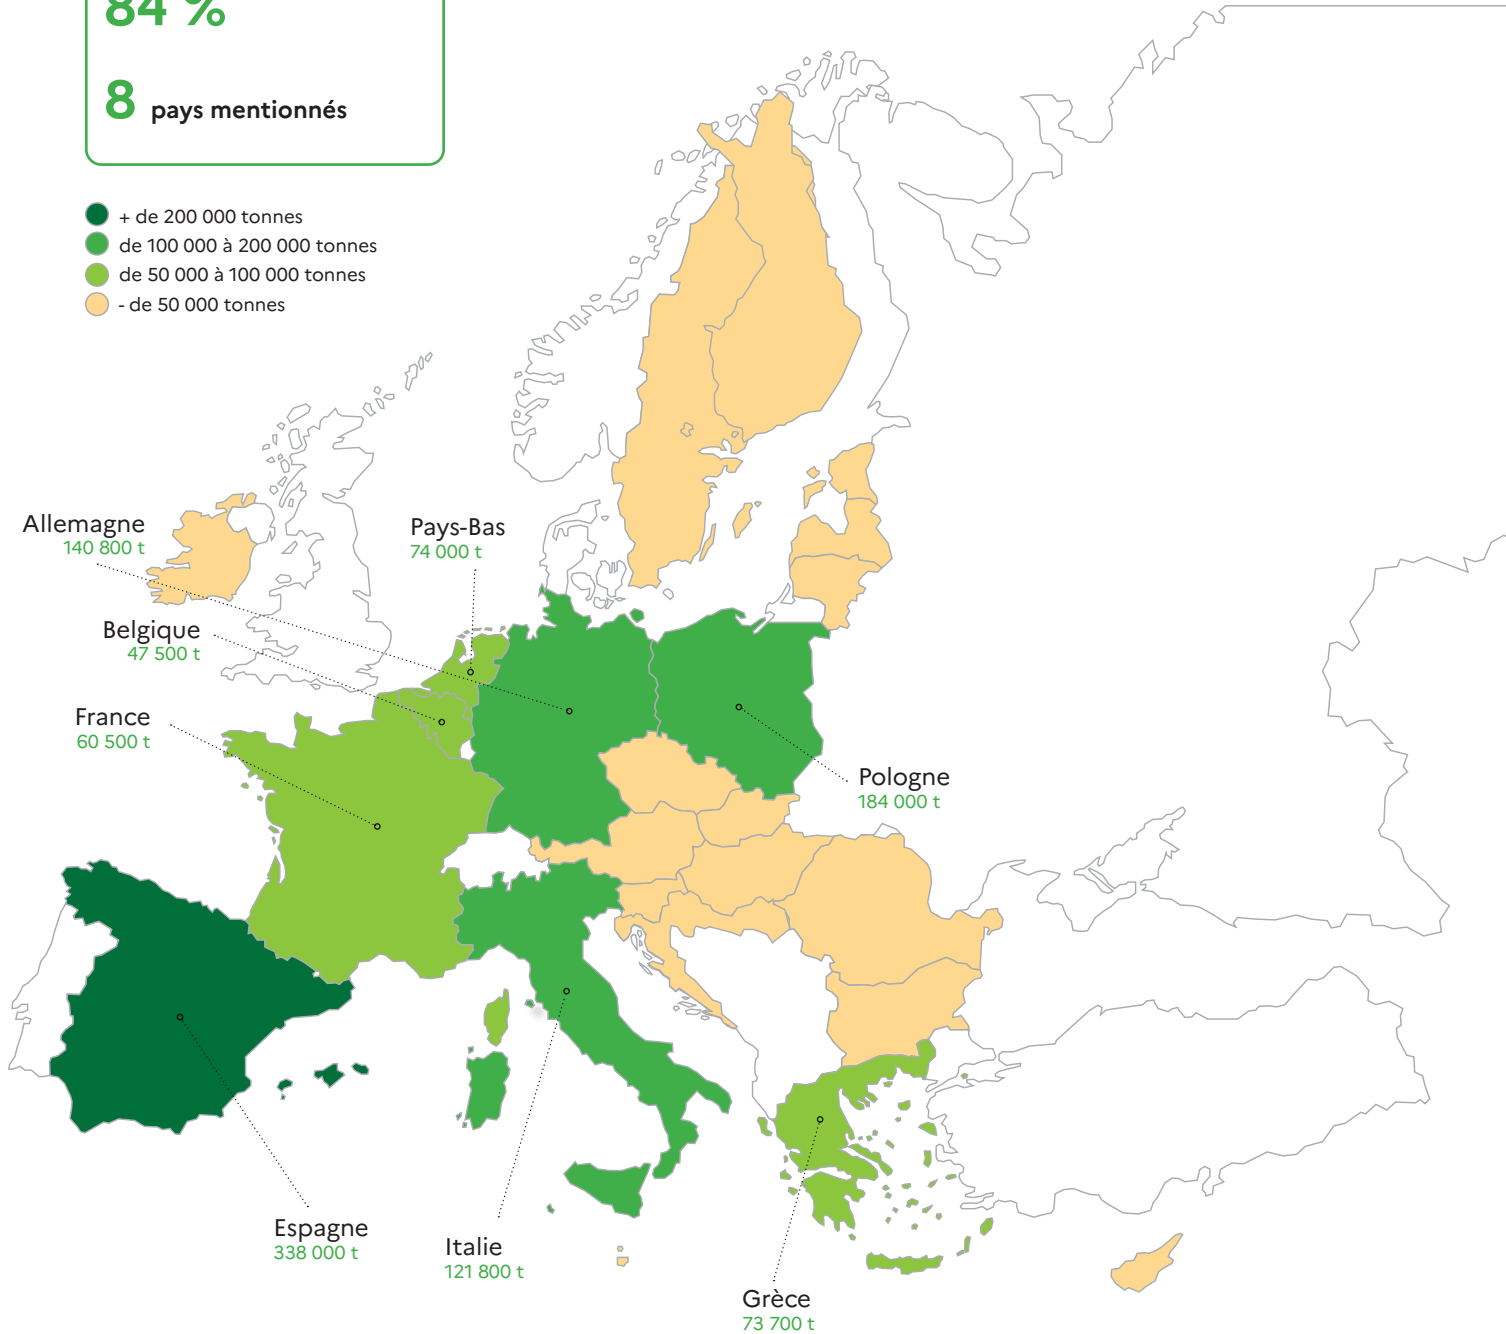 84 %
8 pays mentionnés
+ de 200 000 tonnes
de 100 000 à 200 000 tonnes
de 50 000 à 100 000 tonnes
- de 50 000 tonnes
Allemagne
140 800 t
Pays-Bas
74 000 t
Belgique
47 500 t
France
60 500 t
Pologne
184 000 t
Espagne
338 000 t
Italie
121 800 t
Grèce
73 700 t